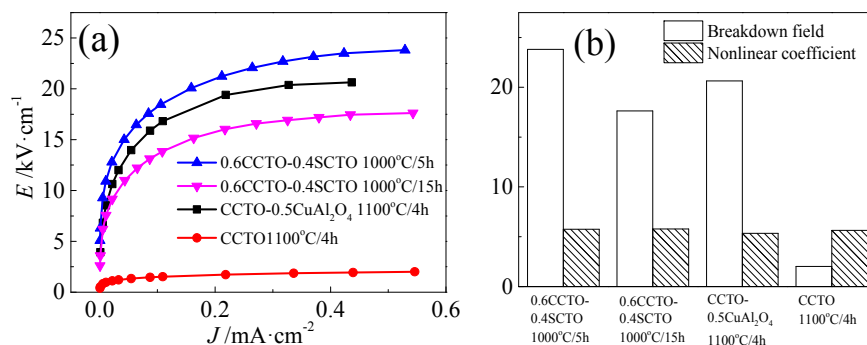 (a)
25
20
15
10
5
0
E /kV·cm⁻¹
0.6CCTO-0.4SCTO 1000°C/5h
0.6CCTO-0.4SCTO 1000°C/15h
CCTO-0.5CuAl₂O₄ 1100°C/4h
CCTO1100°C/4h
0.0 0.2 0.4 0.6
J /mA·cm⁻²
(b)
Breakdown field
Nonlinear coefficient
20
10
0
0.6CCTO-
0.4SCTO
1000°C/5h
0.6CCTO-
0.4SCTO
1000°C/15h
CCTO-
0.5CuAl₂O₄
1100°C/4h
CCTO
1100°C/4h